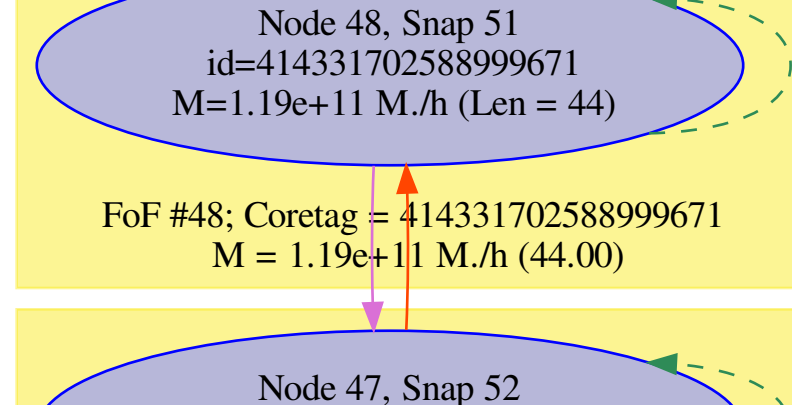 Node 48, Snap 51
id=414331702588999671
M=1.19e+11 M./h (Len = 44)
FoF #48; Coretag = 414331702588999671
M = 1.19e+11 M./h (44.00)
Node 47, Snap 52